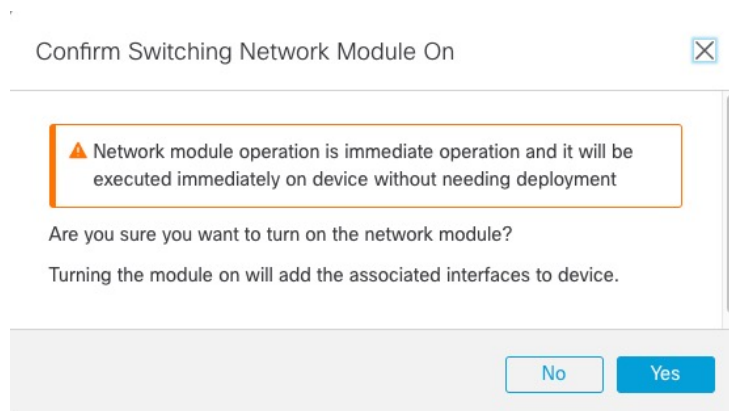 Confirm Switching Network Module On
Network module operation is immediate operation and it will be
executed immediately on device without needing deployment
Are you sure you want to turn on the network module?
Turning the module on will add the associated interfaces to device.
No
Yes